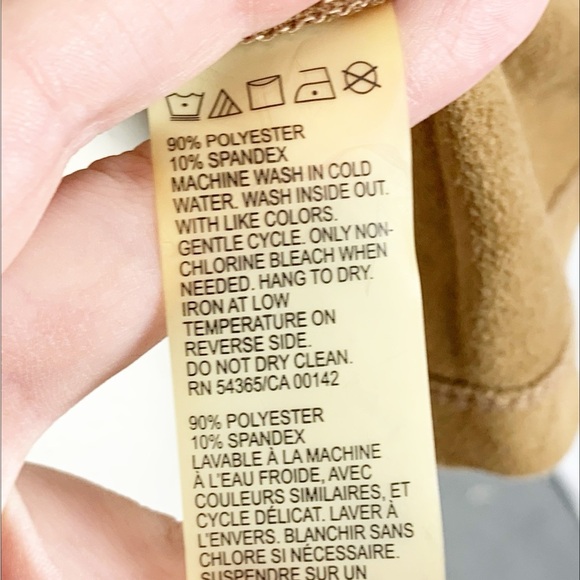 90% POLYESTER
10% SPANDEX
MACHINE WASH IN COLD
WATER. WASH INSIDE OUT.
WITH LIKE COLORS.
GENTLE CYCLE. ONLY NON-
CHLORINE BLEACH WHEN
NEEDED. HANG TO DRY.
IRON AT LOW
TEMPERATURE ON
REVERSE SIDE.
DO NOT DRY CLEAN.
RN 54365/CA 00142
90% POLYESTER
10% SPANDEX
LAVABLE À LA MACHINE
À L'EAU FROIDE, AVEC
COULEURS SIMILAIRES, ET
CYCLE DÉLICAT. LAVER À
L'ENVERS. BLANCHIR SANS
CHLORE SI NÉCESSAIRE.
SUSPENDRE SUR UN